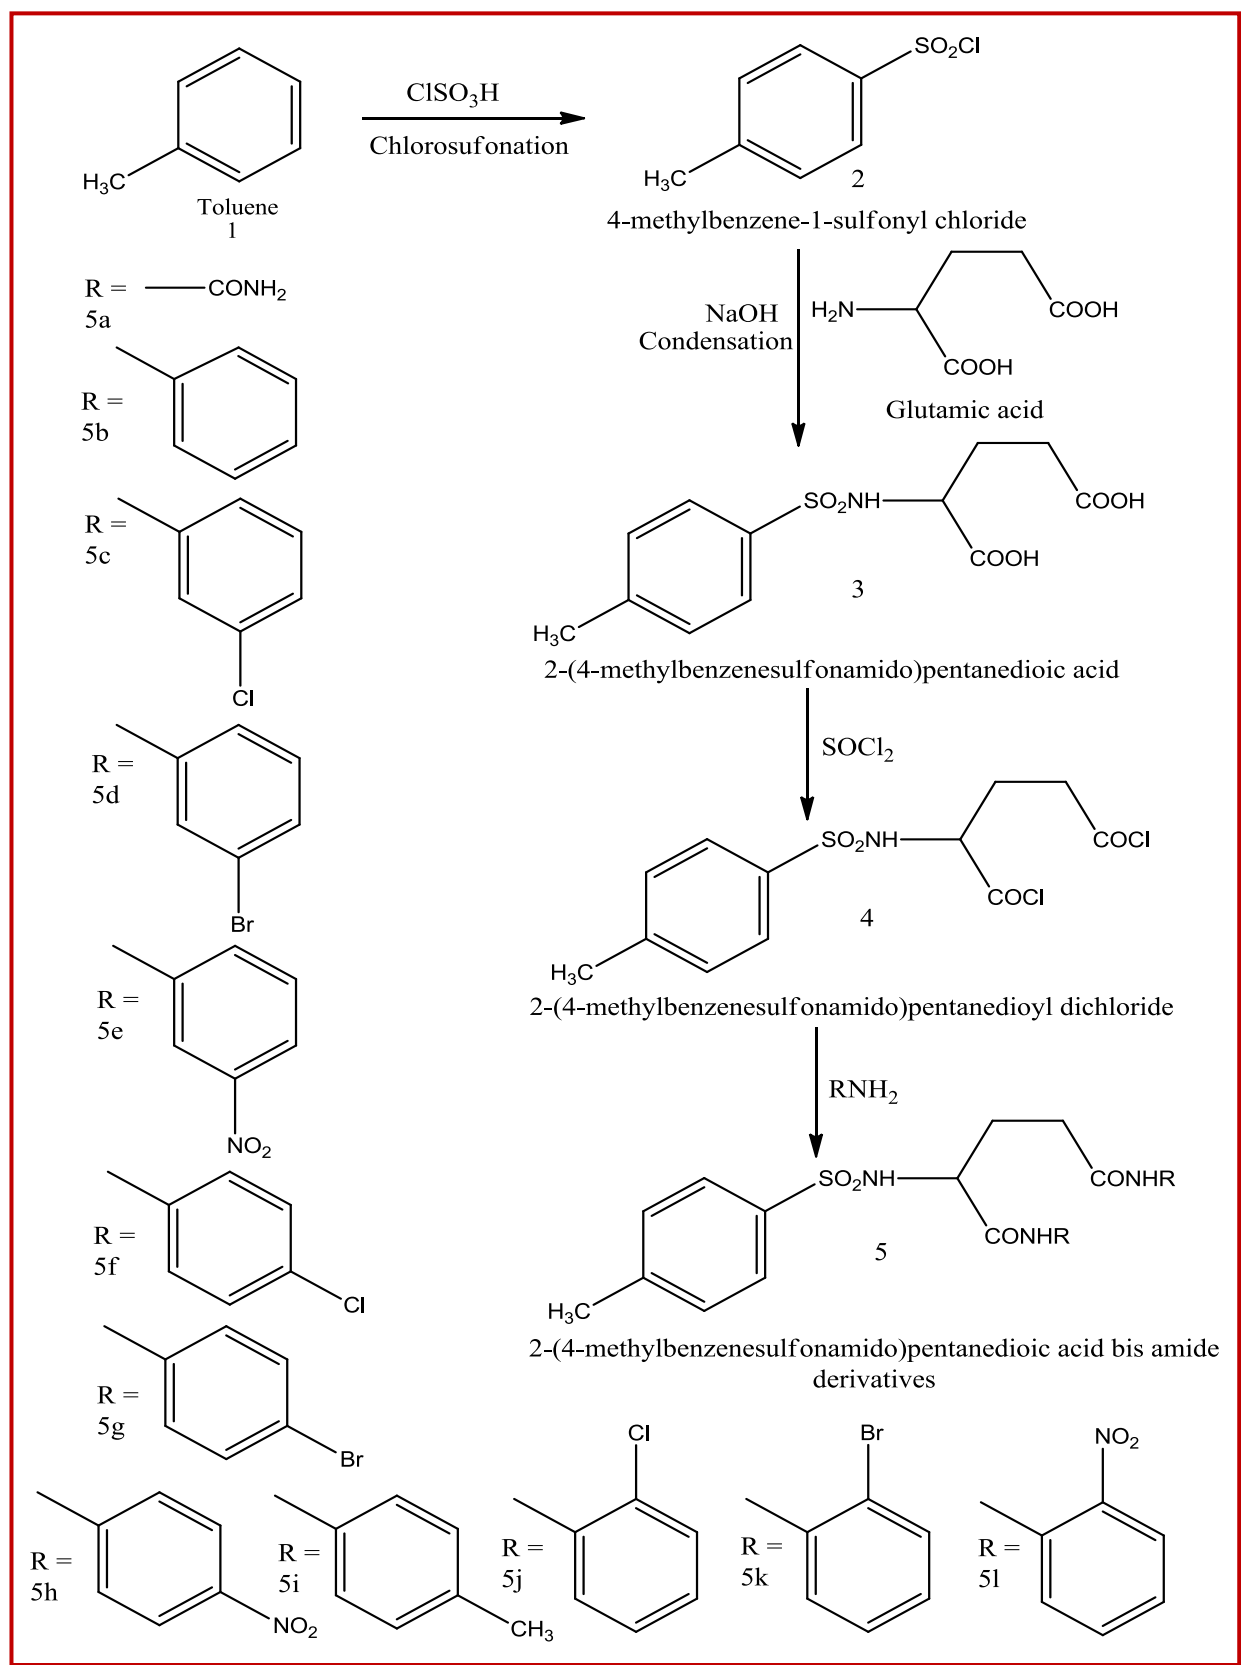 SO₂Cl
ClSO₃H
Chlorosufonation
H₃C
Toluene
1
H₃C
2
4-methylbenzene-1-sulfonyl chloride
R = CONH₂
5a
NaOH
Condensation
H₂N
COOH
COOH
Glutamic acid
R =
5b
SO₂NH
COOH
COOH
3
H₃C
2-(4-methylbenzenesulfonamido)pentanedioic acid
R =
5c
Cl
SOCl₂
R =
5d
Br
SO₂NH
COCl
COCl
4
H₃C
2-(4-methylbenzenesulfonamido)pentanedioyl dichloride
R =
5e
NO₂
RNH₂
SO₂NH
CONHR
CONHR
5
H₃C
2-(4-methylbenzenesulfonamido)pentanedioic acid bis amide
derivatives
R =
5f
Cl
R =
5g
Br
R =
5h
NO₂
R =
5i
CH₃
Cl
R =
5j
Br
R =
5k
NO₂
R =
5l